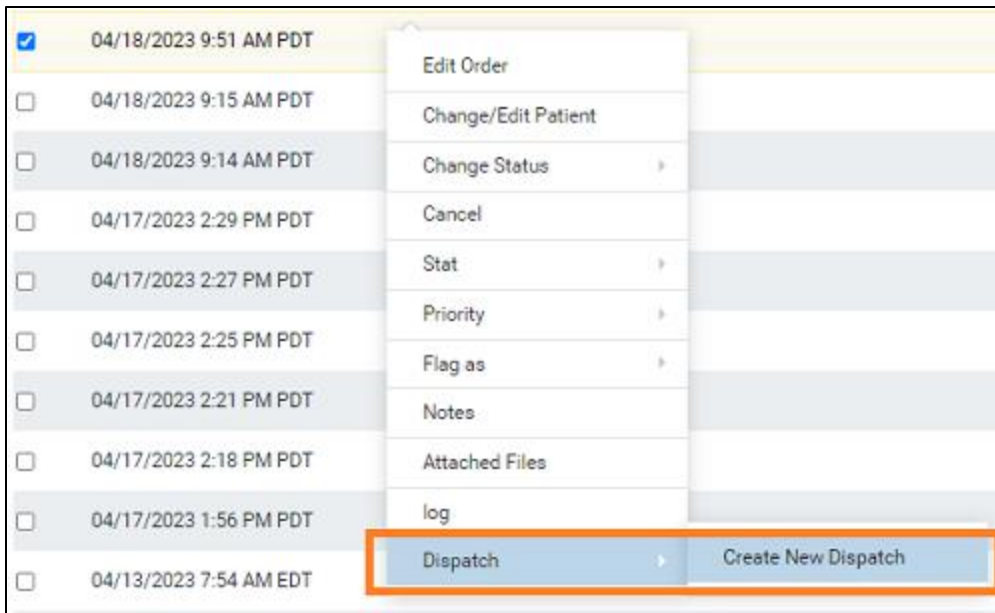 04/18/2023 9:51 AM PDT
Edit Order
04/18/2023 9:15 AM PDT
Change/Edit Patient
04/18/2023 9:14 AM PDT
Change Status
04/17/2023 2:29 PM PDT
Cancel
04/17/2023 2:27 PM PDT
Stat
Priority
04/17/2023 2:25 PM PDT
Flag as
04/17/2023 2:21 PM PDT
Notes
04/17/2023 2:18 PM PDT
Attached Files
04/17/2023 1:56 PM PDT
log
Dispatch
Create New Dispatch
04/13/2023 7:54 AM EDT